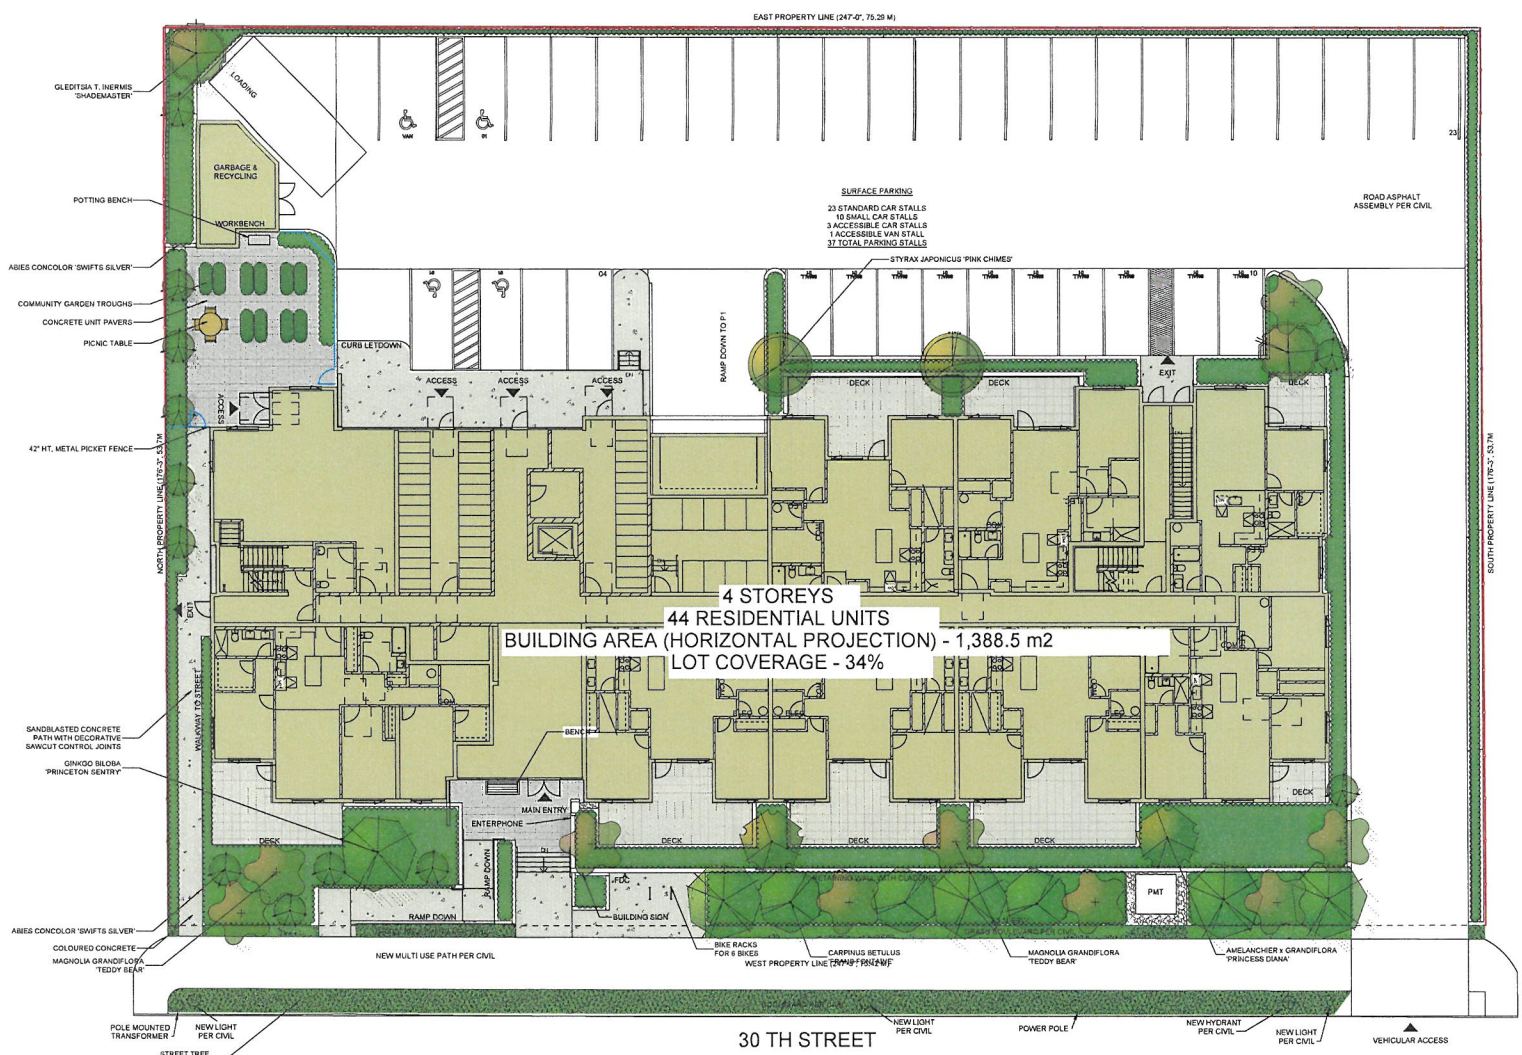 EAST PROPERTY LINE (247'-0", 75.29 M)
GLEDITSIA T. INERMIS
'SHADEMASTER'
LOADING
VAN
01
23
GARBAGE &
RECYCLING
SURFACE PARKING
23 STANDARD CAR STALLS
10 SMALL CAR STALLS
3 ACCESSIBLE CAR STALLS
1 ACCESSIBLE VAN STALL
37 TOTAL PARKING STALLS
ROAD ASPHALT
ASSEMBLY PER CIVIL
POTTING BENCH
WORKBENCH
STYRAX JAPONICUS 'PINK CHIMES'
ABIES CONCOLOR 'SWIFTS SILVER'
04
10
COMMUNITY GARDEN TROUGHS
CONCRETE UNIT PAVERS
PICNIC TABLE
CURB LETDOWN
RAMP DOWN TO P1
ACCESS
ACCESS
ACCESS
ACCESS
DECK
DECK
EXIT
DECK
42" HT. METAL PICKET FENCE
NORTH PROPERTY LINE (176'-3", 53.7M
SOUTH PROPERTY LINE (176'-3", 53.7M
EXIT
4 STOREYS
44 RESIDENTIAL UNITS
BUILDING AREA (HORIZONTAL PROJECTION) - 1,388.5 m2
LOT COVERAGE - 34%
WALKWAY TO STREET
SANDBLASTED CONCRETE
PATH WITH DECORATIVE
SAWCUT CONTROL JOINTS
BENCH
GINKGO BILOBA
'PRINCETON SENTRY'
MAIN ENTRY
ENTERPHONE
DECK
DECK
DECK
DECK
DECK
DN
RAMP DOWN
FDC
PMT
RAMP DOWN
BUILDING SIGN
ABIES CONCOLOR 'SWIFTS SILVER'
COLOURED CONCRETE
MAGNOLIA GRANDIFLORA
'TEDDY BEAR'
NEW MULTI USE PATH PER CIVIL
BIKE RACKS
FOR 6 BIKES
CARPINUS BETULUS
'FRANS FONTAINE'
WEST PROPERTY LINE
MAGNOLIA GRANDIFLORA
'TEDDY BEAR'
AMELANCHIER x GRANDIFLORA
'PRINCESS DIANA'
POLE MOUNTED
TRANSFORMER
NEW LIGHT
PER CIVIL
STREET TREE
NEW LIGHT
PER CIVIL
POWER POLE
NEW HYDRANT
PER CIVIL
NEW LIGHT
PER CIVIL
VEHICULAR ACCESS
30 TH STREET